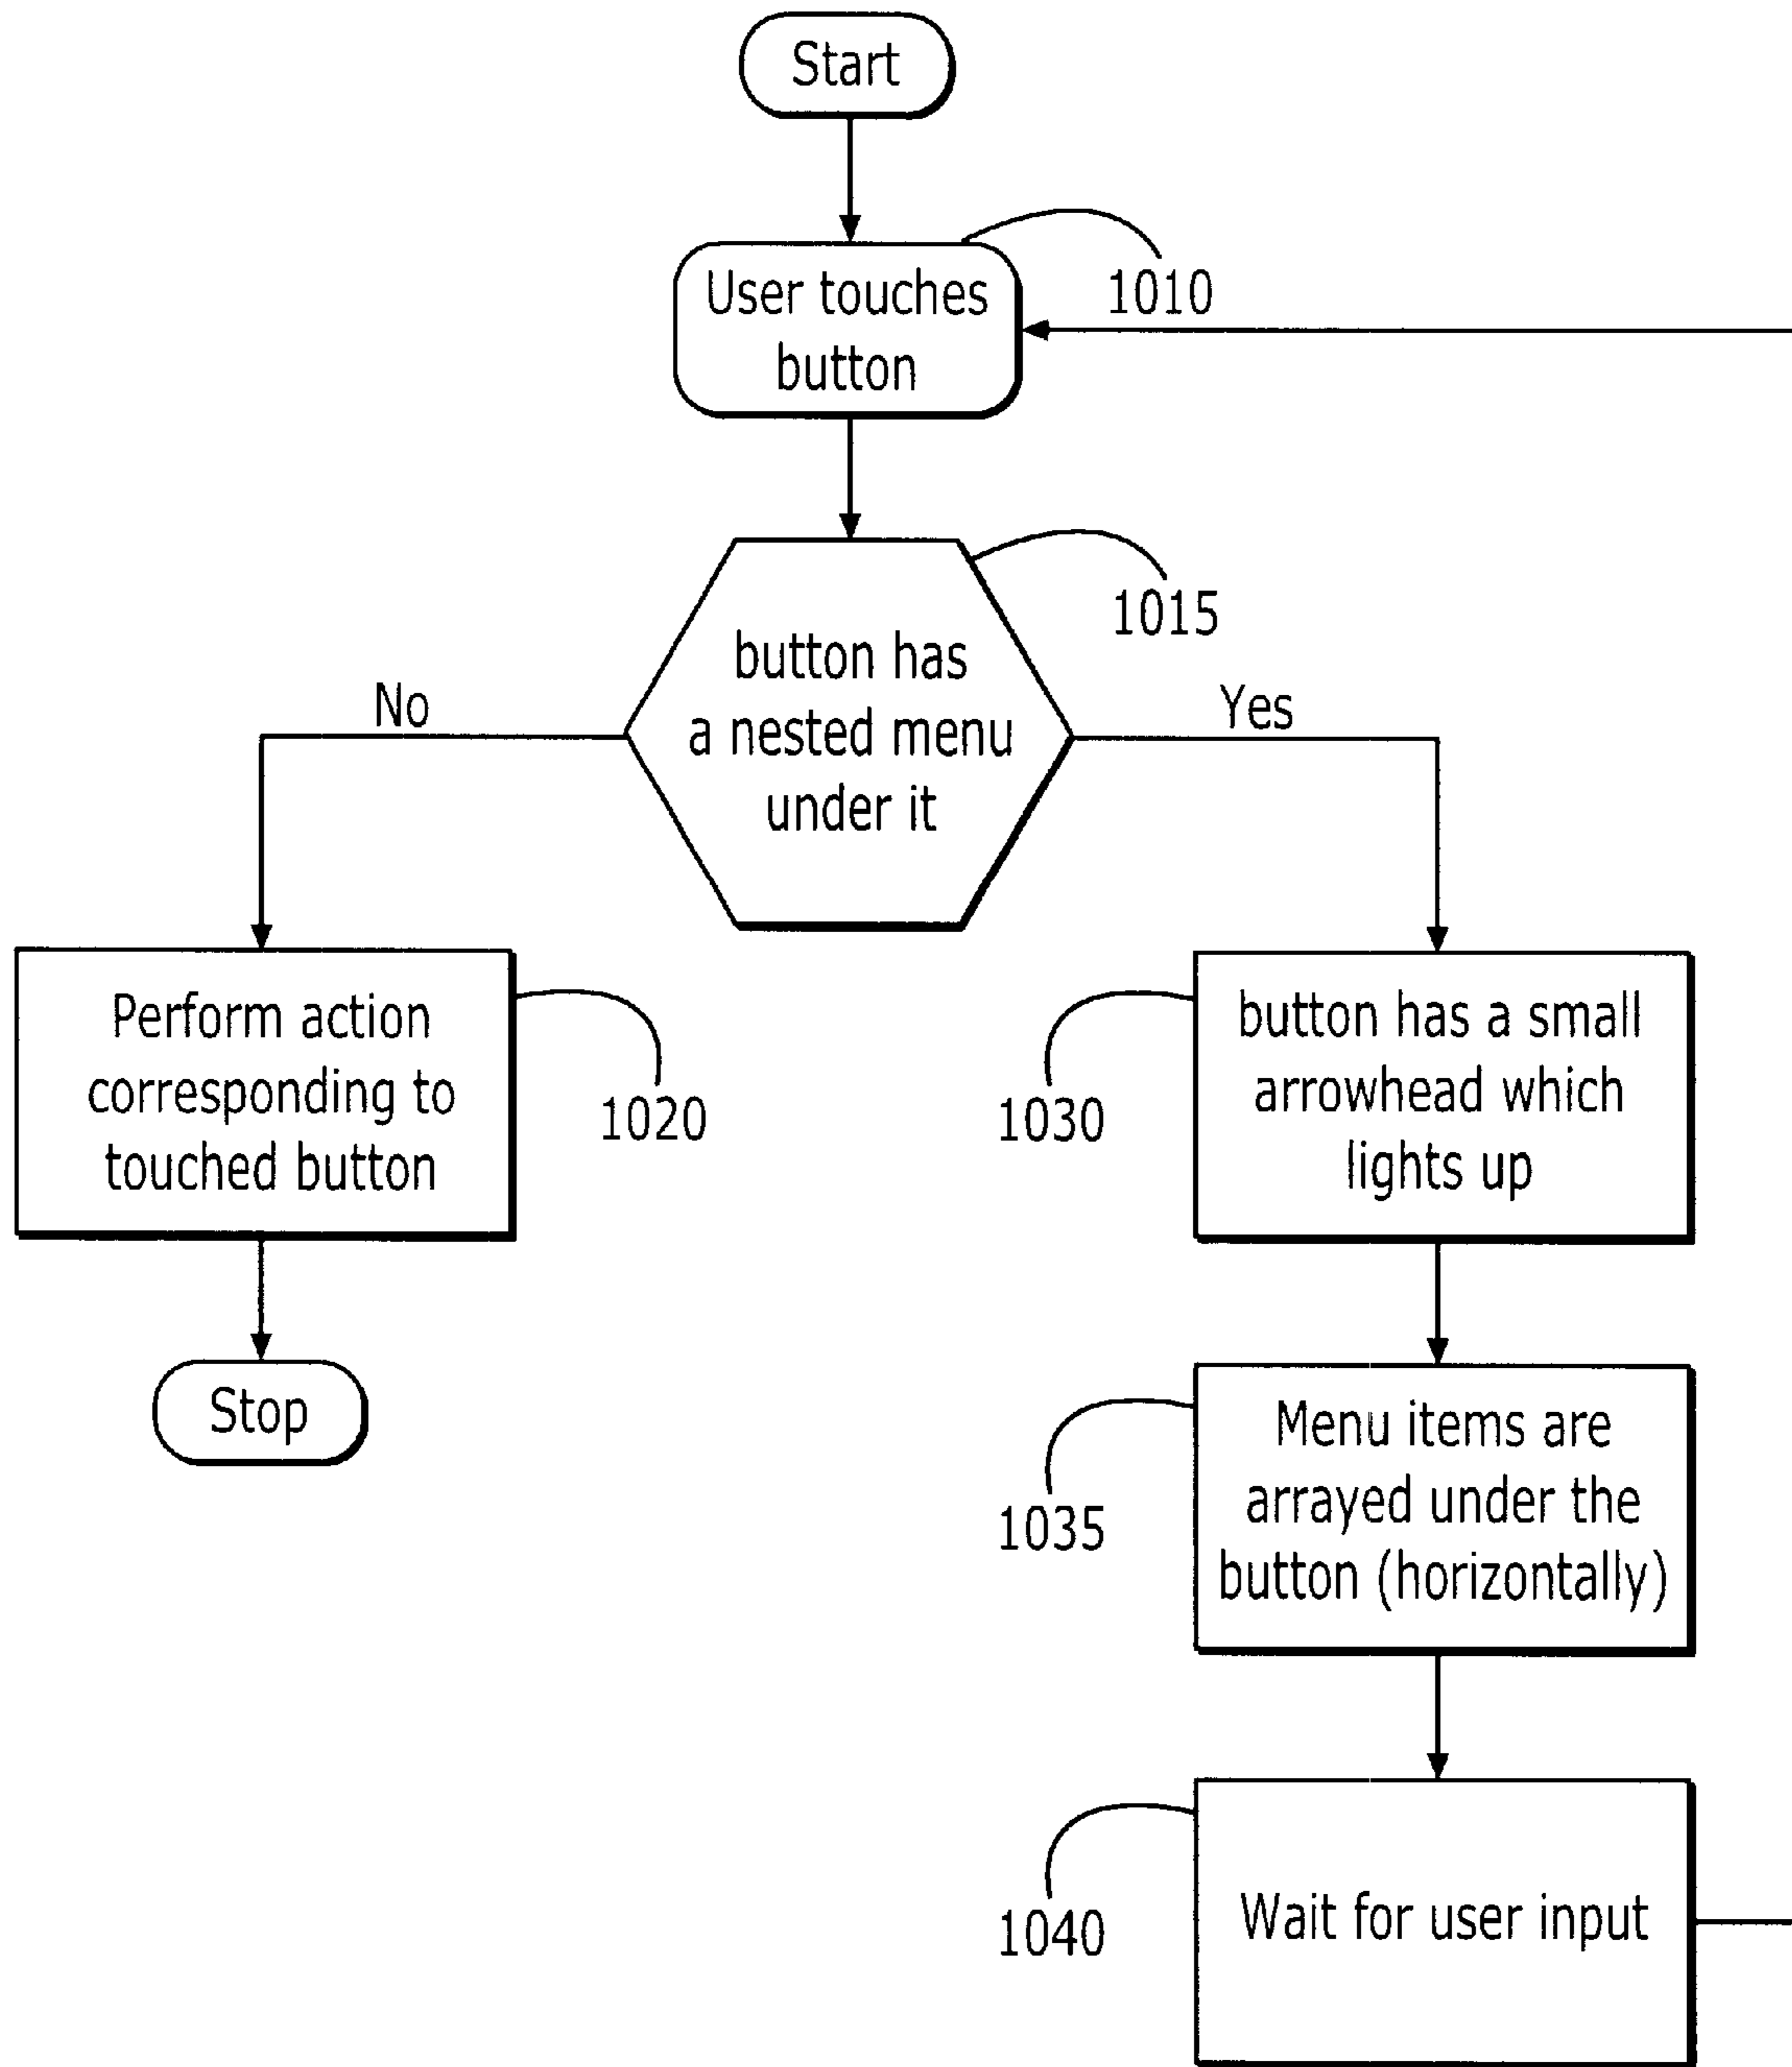 Start
User touches
button
1010
button has
a nested menu
under it
1015
No
Yes
Perform action
corresponding to
touched button
1020
Stop
button has a small
arrowhead which
lights up
1030
Menu items are
arrayed under the
button (horizontally)
1035
Wait for user input
1040